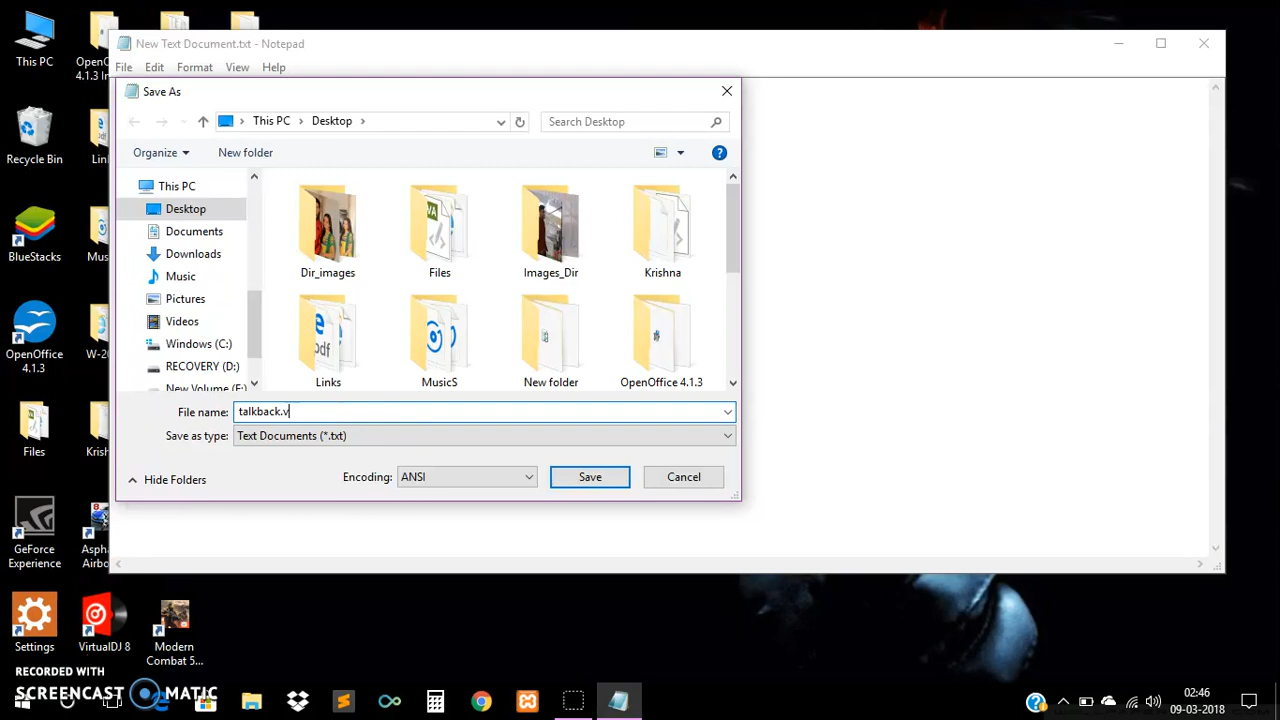 This PC
OpenO
4.1.3 In
New Text Document.txt - Notepad
File Edit Format View Help
Save As
This PC > Desktop >
Search Desktop
Organize
New folder
This PC
Desktop
Documents
Downloads
Music
Pictures
Videos
Windows (C:)
RECOVERY (D:)
New Volume (E:)
Dir_images
Files
Images_Dir
Krishna
Links
MusicS
New folder
OpenOffice 4.1.3
File name: talkback.v
Save as type: Text Documents (*.txt)
Hide Folders
Encoding: ANSI
Save
Cancel
Recycle Bin
Lin
BlueStacks
Mus
OpenOffice
4.1.3
W-20
Files
Krish
GeForce
Experience
Asph
Airbo
Settings
VirtualDJ 8
Modern
Combat 5...
RECORDED WITH
SCREENCAST MATIC
02:46
09-03-2018